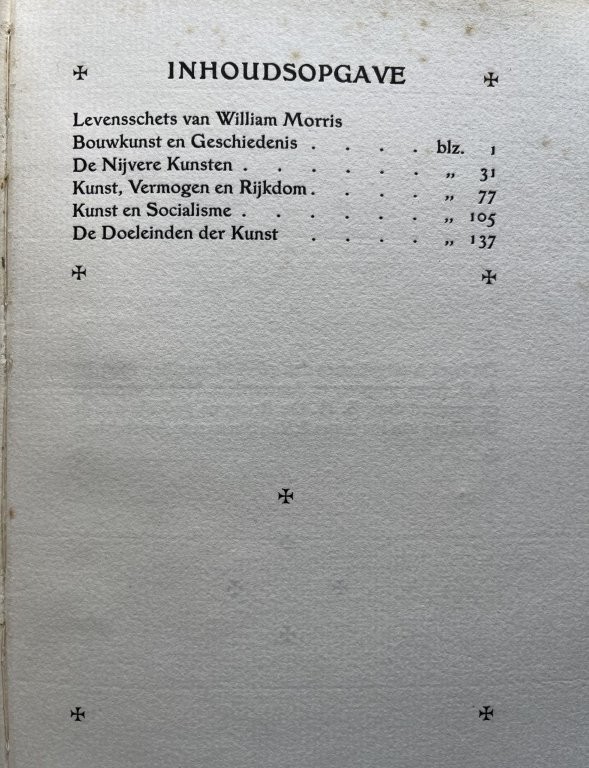 ✠ INHOUDSOPGAVE ✠
Levensschets van William Morris
Bouwkunst en Geschiedenis . . . . blz. 1
De Nijvere Kunsten . . . . . . „ 31
Kunst, Vermogen en Rijkdom . . . . „ 77
Kunst en Socialisme . . . . . . „ 105
De Doeleinden der Kunst . . . . „ 137
✠ ✠
✠
✠ ✠